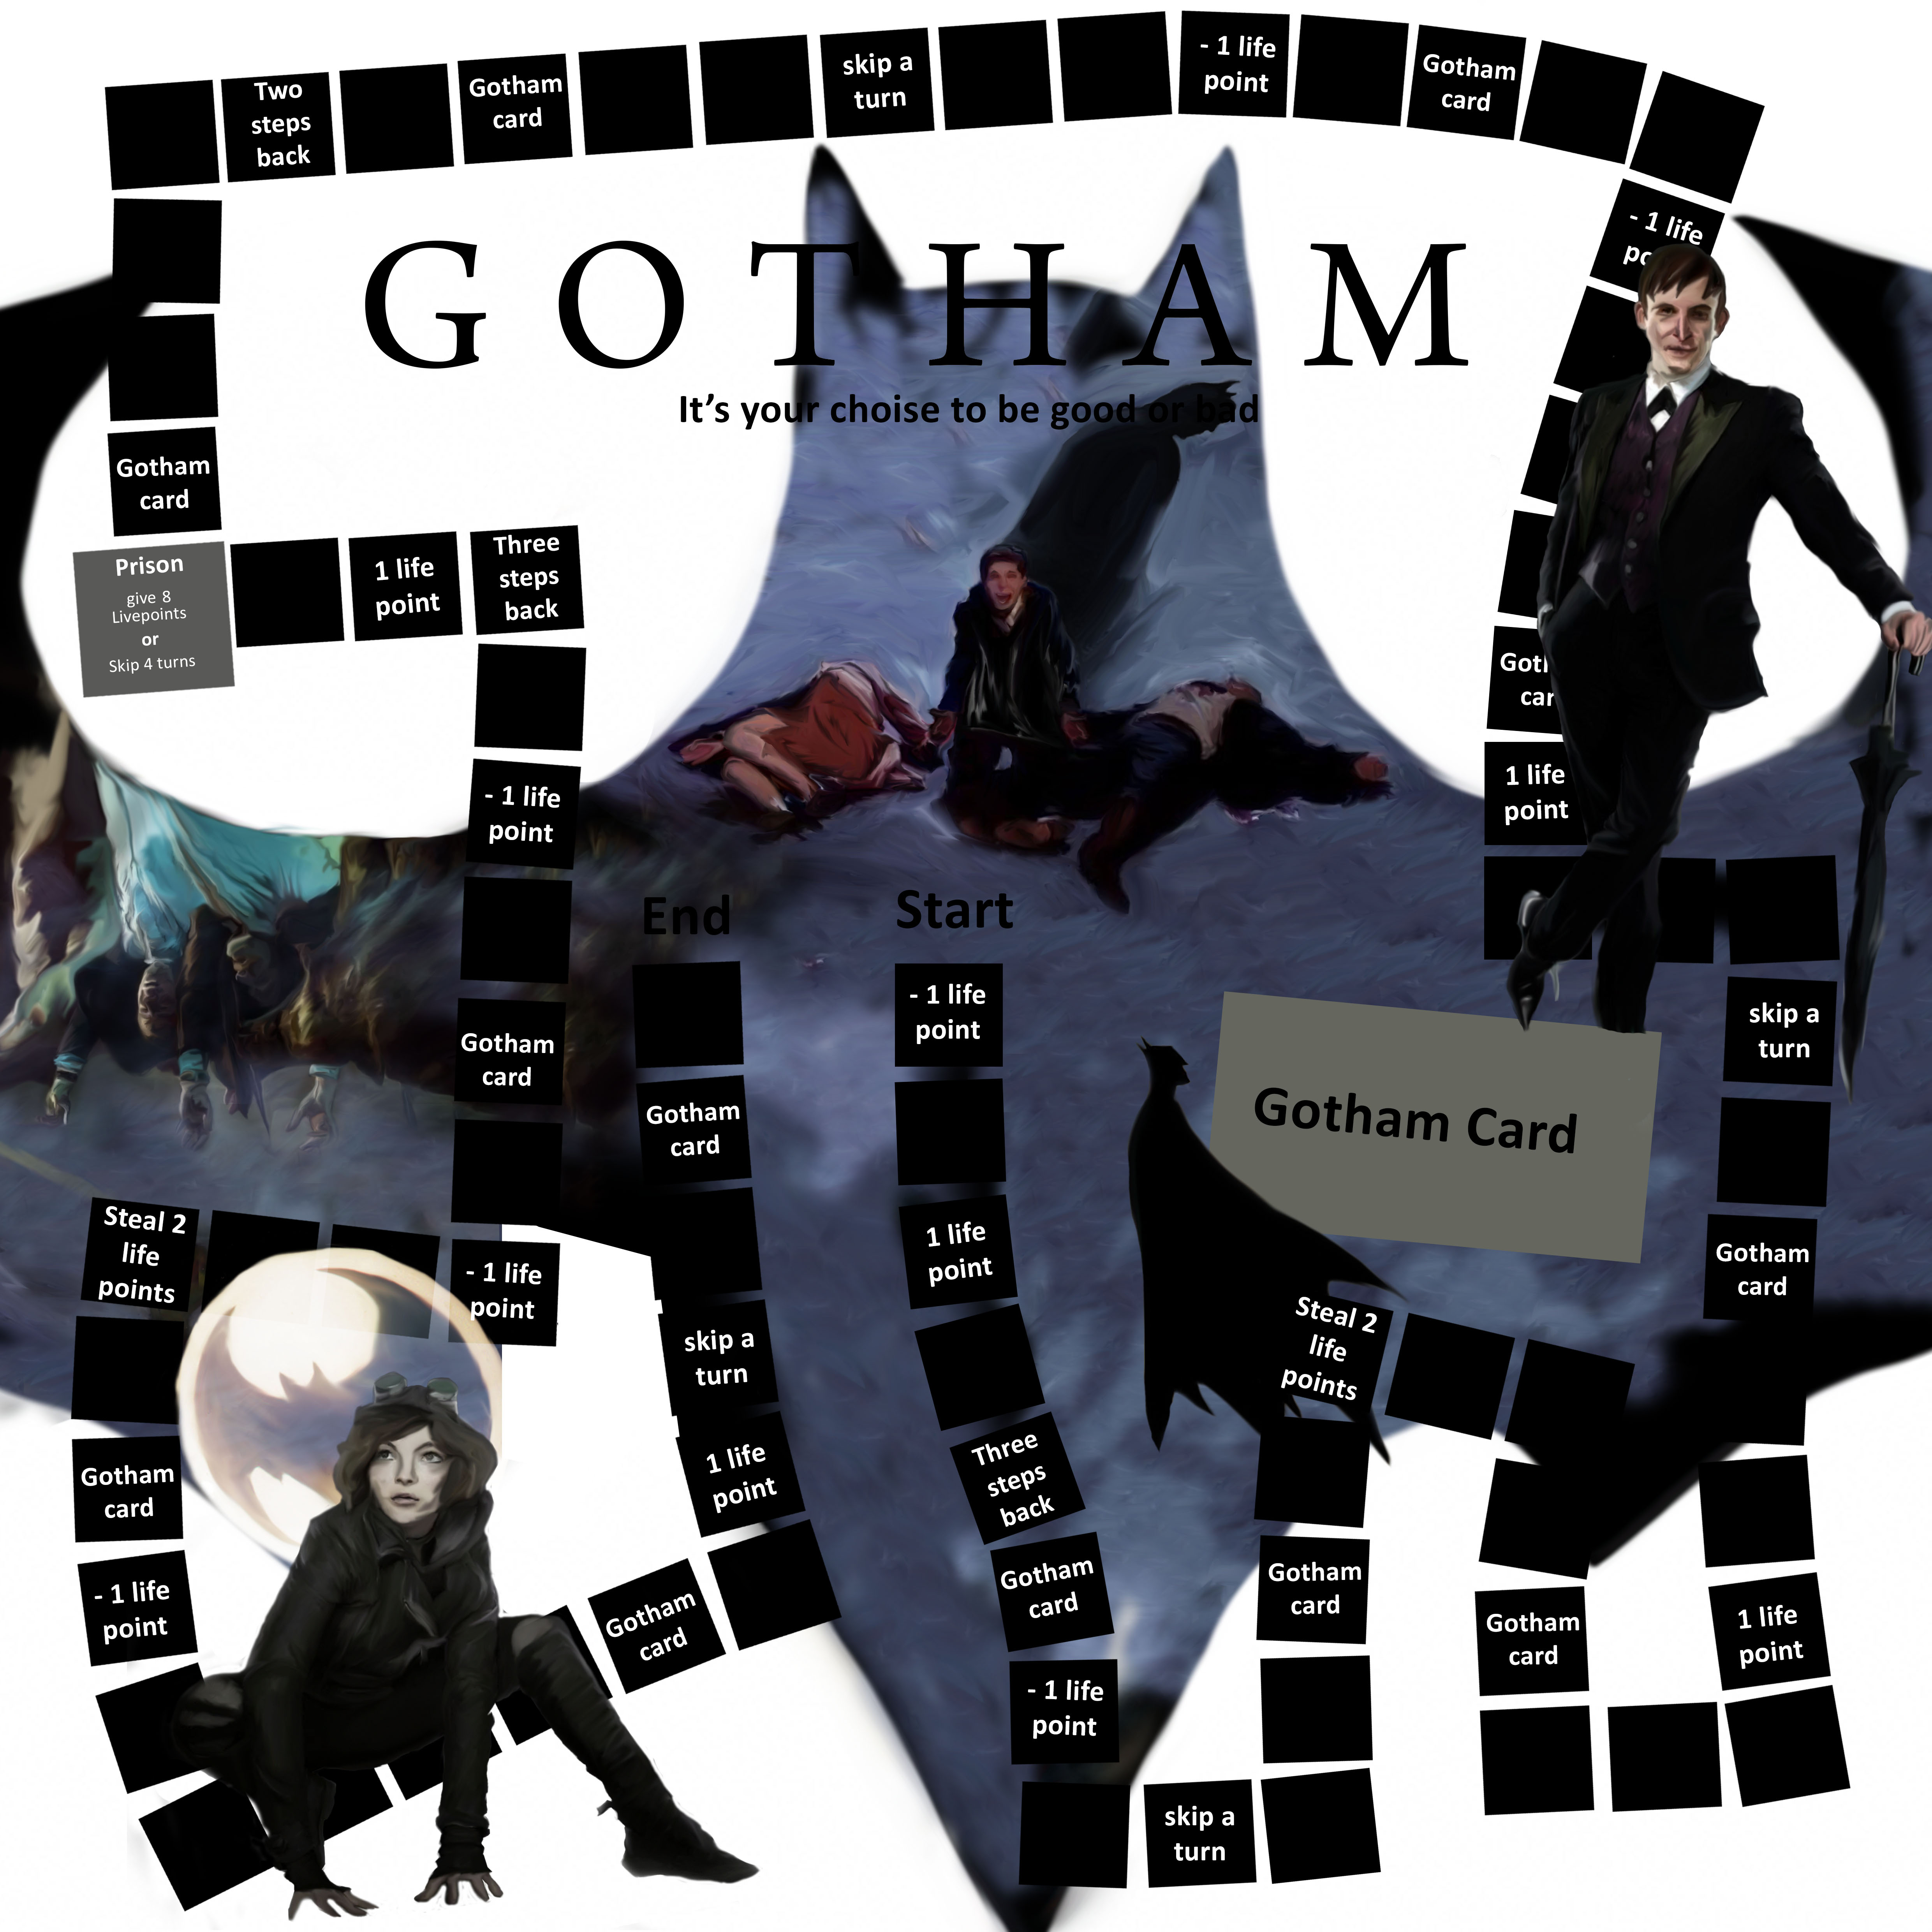 Two
steps
back
Gotham
card
skip a
turn
- 1 life
point
Gotham
card
- 1 life
G O T H A M
It's your choise to be good or bad
Gotham
card
Prison
give 8
Livepoints
or
Skip 4 turns
1 life
point
Three
steps
back
1 life
point
- 1 life
point
End
Start
- 1 life
point
skip a
turn
Gotham
card
Gotham
card
Gotham Card
Steal 2
life
points
- 1 life
point
1 life
point
Gotham
card
Steal 2
life
points
skip a
turn
Gotham
card
1 life
point
Three
steps
back
- 1 life
point
Gotham
card
Gotham
card
Gotham
card
Gotham
card
1 life
point
- 1 life
point
skip a
turn